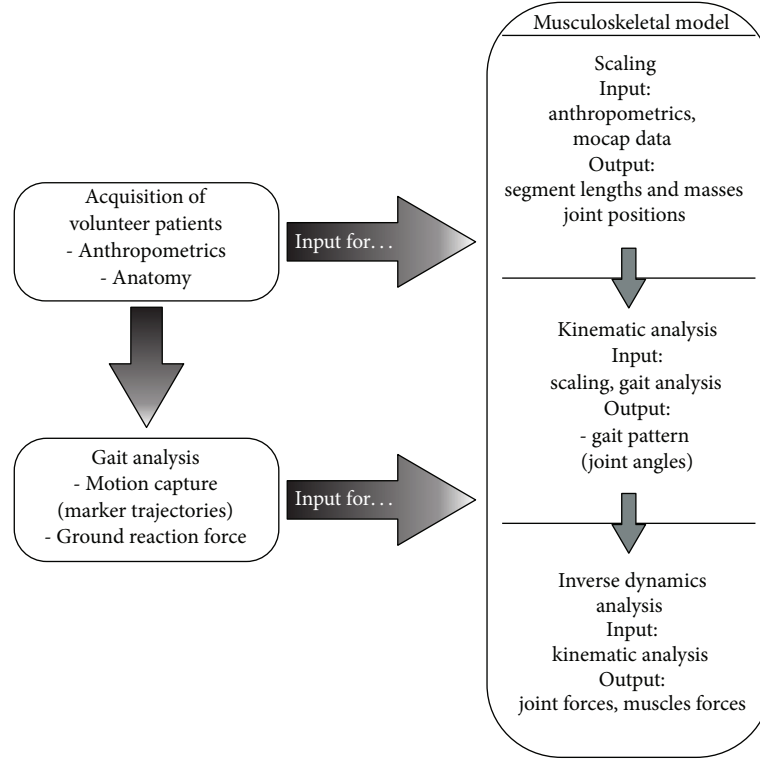 Acquisition of
volunteer patients
- Anthropometrics
- Anatomy
Input for…
Gait analysis
- Motion capture
(marker trajectories)
- Ground reaction force
Input for…
Musculoskeletal model
Scaling
Input:
anthropometrics,
mocap data
Output:
segment lengths and masses
joint positions
Kinematic analysis
Input:
scaling, gait analysis
Output:
- gait pattern
(joint angles)
Inverse dynamics
analysis
Input:
kinematic analysis
Output:
joint forces, muscles forces